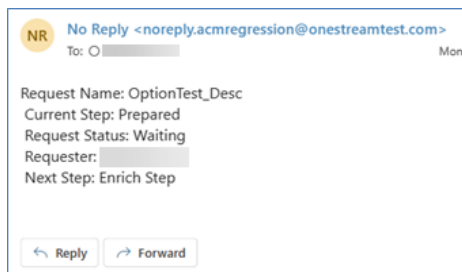 NR
No Reply <noreply.acmregression@onestreamtest.com>
To: O
Mon
Request Name: OptionTest_Desc
Current Step: Prepared
Request Status: Waiting
Requester:
Next Step: Enrich Step
Reply
Forward